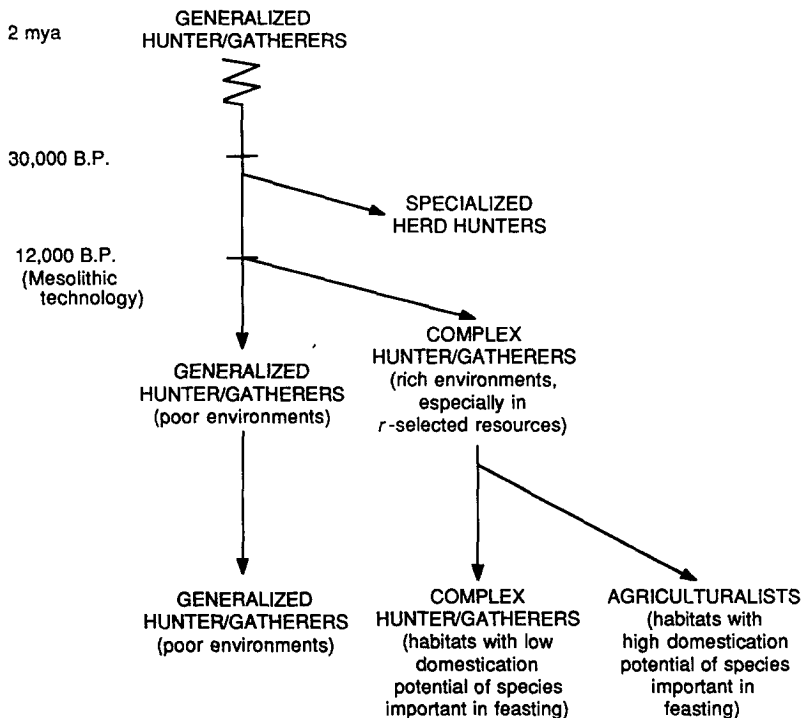 2 mya
GENERALIZED
HUNTER/GATHERERS
30,000 B.P.
SPECIALIZED
HERD HUNTERS
12,000 B.P.
(Mesolithic
technology)
GENERALIZED
HUNTER/GATHERERS
(poor environments)
COMPLEX
HUNTER/GATHERERS
(rich environments,
especially in
r-selected resources)
GENERALIZED
HUNTER/GATHERERS
(poor environments)
COMPLEX
HUNTER/GATHERERS
(habitats with low
domestication
potential of species
important in feasting)
AGRICULTURALISTS
(habitats with
high domestication
potential of species
important in
feasting)